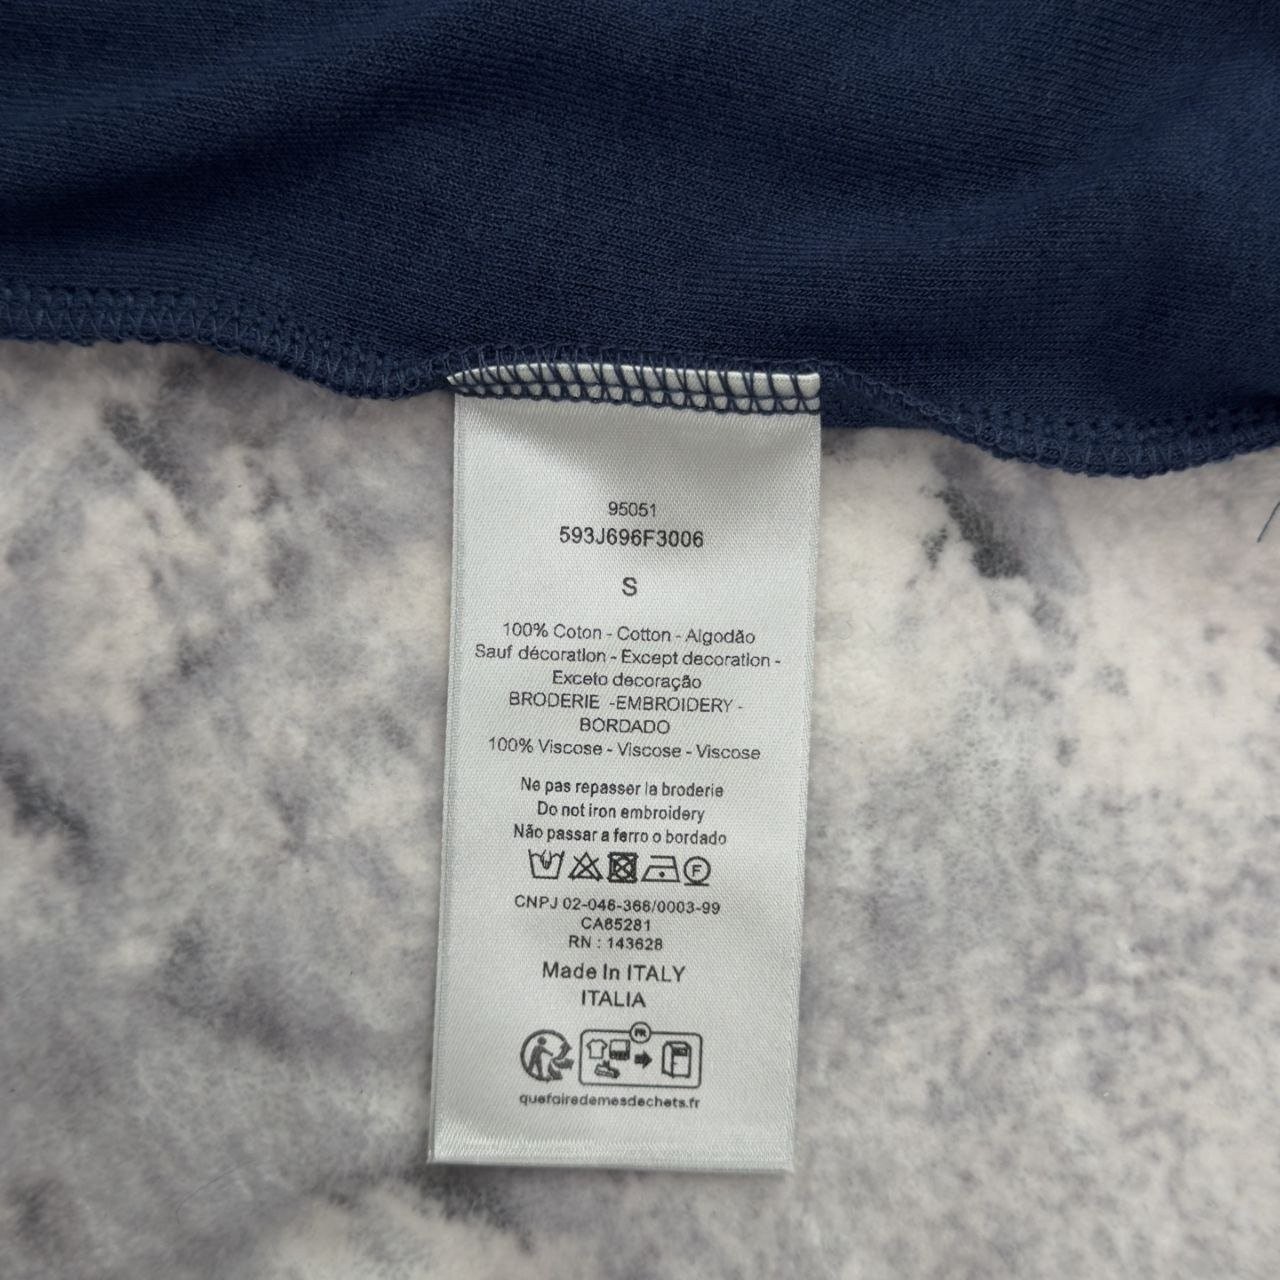 95051
593J696F3006
S
100% Coton - Cotton - Algodão
Sauf décoration - Except decoration -
Exceto decoração
BRODERIE -EMBROIDERY -
BORDADO
100% Viscose - Viscose - Viscose
Ne pas repasser la broderie
Do not iron embroidery
Não passar a ferro o bordado
F
CNPJ 02-046-366/0003-99
CA65281
RN : 143628
Made In ITALY
ITALIA
FR
quefairedemesdechets.fr